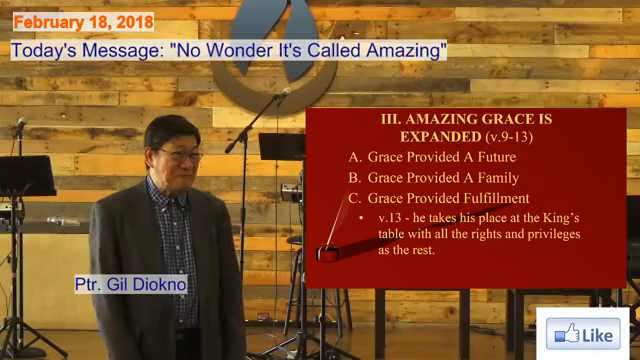 February 18, 2018
Today's Message: "No Wonder It's Called Amazing"
III. AMAZING GRACE IS
EXPANDED (v.9-13)
A. Grace Provided A Future
B. Grace Provided A Family
C. Grace Provided Fulfillment
• v.13 - he takes his place at the King's
table with all the rights and privileges
as the rest.
Ptr. Gil Diokno
Like